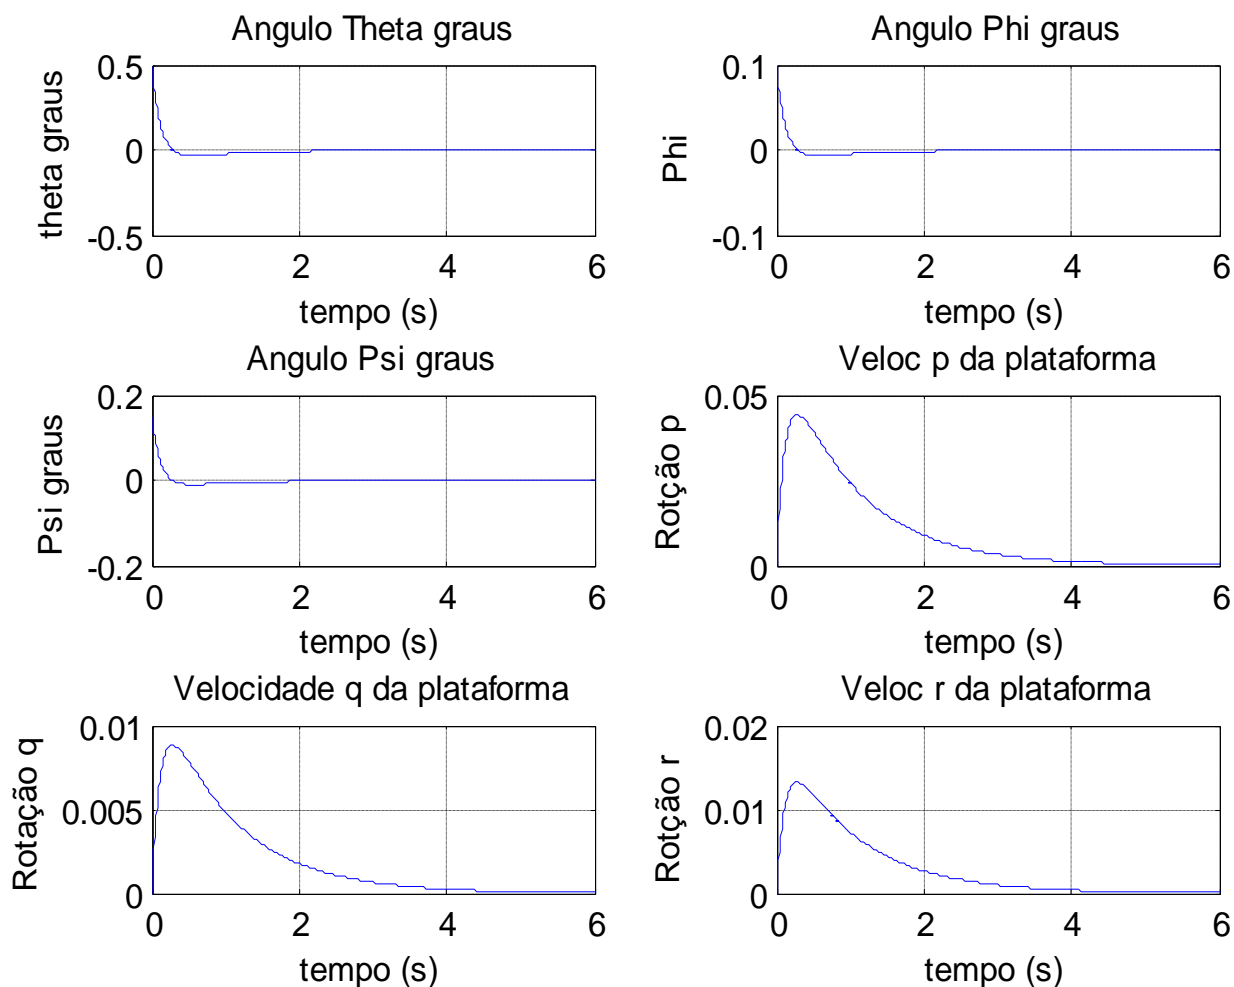 Angulo Theta graus
theta graus
0.5
0
-0.5
0 2 4 6
tempo (s)
Angulo Phi graus
Phi
0.1
0
-0.1
0 2 4 6
tempo (s)
Angulo Psi graus
Psi graus
0.2
0
-0.2
0 2 4 6
tempo (s)
Veloc p da plataforma
Rotção p
0.05
0
0 2 4 6
tempo (s)
Velocidade q da plataforma
Rotação q
0.01
0.005
0
0 2 4 6
tempo (s)
Veloc r da plataforma
Rotção r
0.02
0.01
0
0 2 4 6
tempo (s)